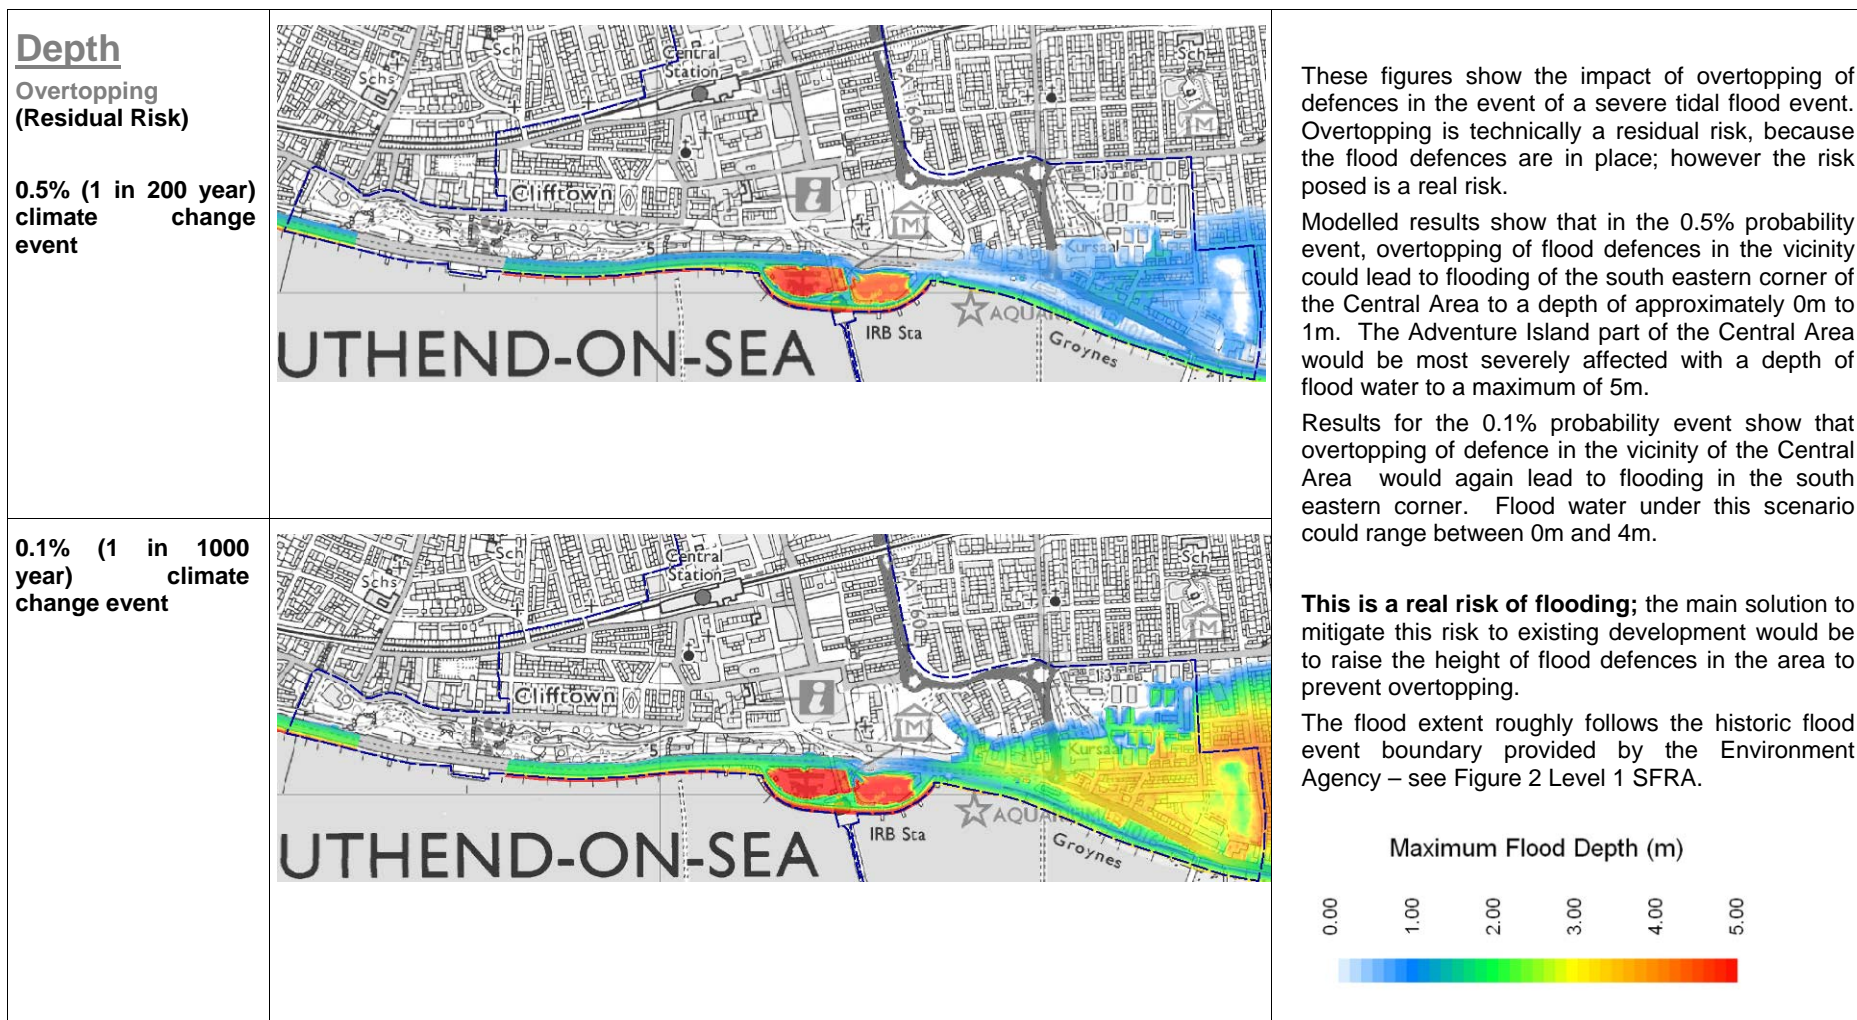 Depth
Overtopping
(Residual Risk)
0.5% (1 in 200 year)
climate change
event
Sch
Schs
Central
Station
Clifftown
Sch
M
i
M
5
Kursaal
IRB Sta
Groynes
UTHEND-ON-SEA
0.1% (1 in 1000
year) climate
change event
Sch
Schs
Central
Station
Clifftown
Sch
M
i
M
5
Kursaal
IRB Sta
Groynes
UTHEND-ON-SEA
These figures show the impact of overtopping of
defences in the event of a severe tidal flood event.
Overtopping is technically a residual risk, because
the flood defences are in place; however the risk
posed is a real risk.
Modelled results show that in the 0.5% probability
event, overtopping of flood defences in the vicinity
could lead to flooding of the south eastern corner of
the Central Area to a depth of approximately 0m to
1m. The Adventure Island part of the Central Area
would be most severely affected with a depth of
flood water to a maximum of 5m.
Results for the 0.1% probability event show that
overtopping of defence in the vicinity of the Central
Area would again lead to flooding in the south
eastern corner. Flood water under this scenario
could range between 0m and 4m.
This is a real risk of flooding; the main solution to
mitigate this risk to existing development would be
to raise the height of flood defences in the area to
prevent overtopping.
The flood extent roughly follows the historic flood
event boundary provided by the Environment
Agency – see Figure 2 Level 1 SFRA.
Maximum Flood Depth (m)
0.00 1.00 2.00 3.00 4.00 5.00